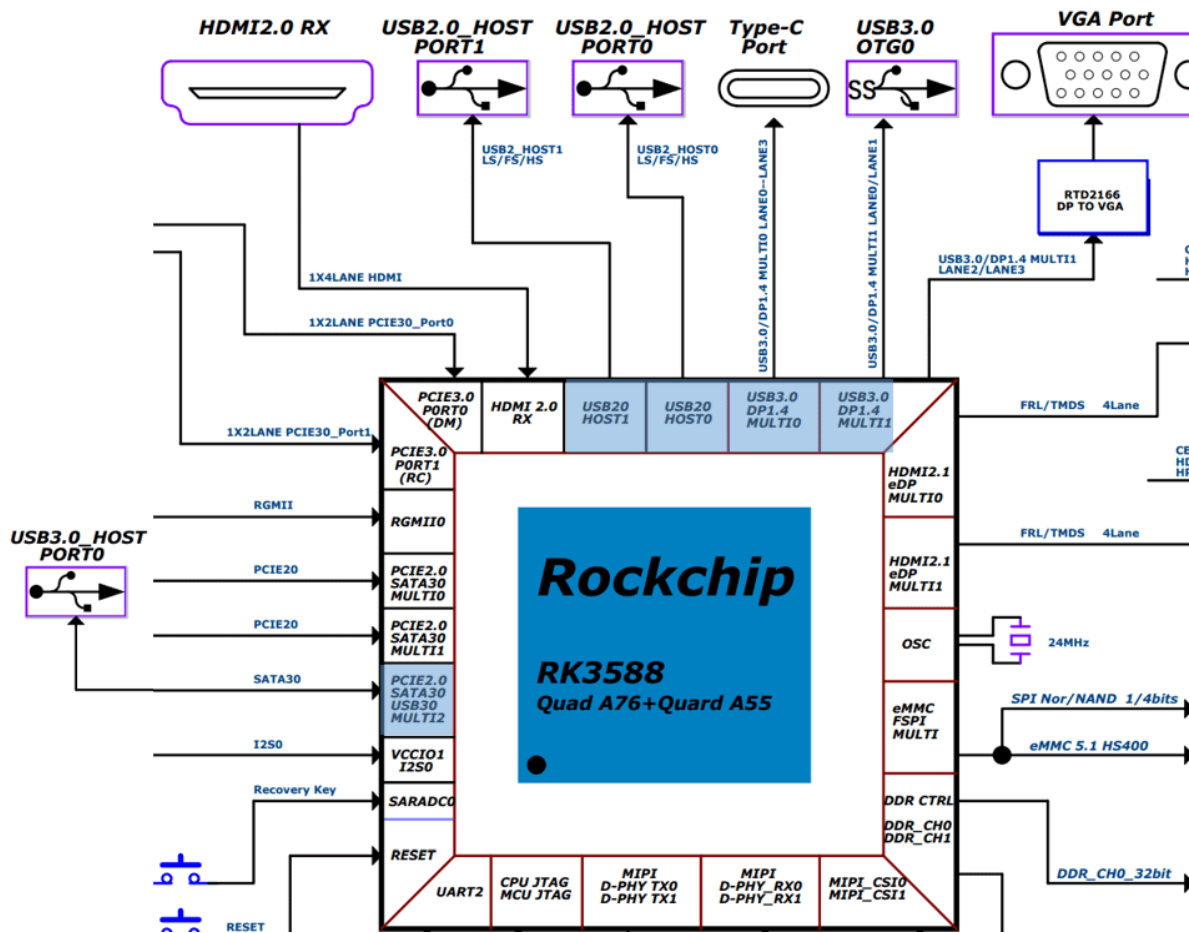 HDMI2.0 RX
USB2.0_HOST
PORT1
USB2.0_HOST
PORT0
Type-C
Port
USB3.0
OTG0
VGA Port
SS
USB2_HOST1
LS/FS/HS
USB2_HOST0
LS/FS/HS
USB3.0/DP1.4 MULTI0 LANE0--LANE3
USB3.0/DP1.4 MULTI1 LANE0/LANE1
RTD2166
DP TO VGA
USB3.0/DP1.4 MULTI1
LANE2/LANE3
1X4LANE HDMI
1X2LANE PCIE30_Port0
1X2LANE PCIE30_Port1
PCIE3.0
PORT0
(DM)
HDMI 2.0
RX
USB20
HOST1
USB20
HOST0
USB3.0
DP1.4
MULTI0
USB3.0
DP1.4
MULTI1
FRL/TMDS 4Lane
PCIE3.0
PORT1
(RC)
HDMI2.1
eDP
MULTI0
RGMII
RGMII0
USB3.0_HOST
PORT0
FRL/TMDS 4Lane
HDMI2.1
eDP
MULTI1
PCIE20
PCIE2.0
SATA30
MULTI0
Rockchip
PCIE20
PCIE2.0
SATA30
MULTI1
OSC
24MHz
SATA30
PCIE2.0
SATA30
USB30
MULTI2
RK3588
Quad A76+Quard A55
eMMC
FSPI
MULTI
SPI Nor/NAND 1/4bits
eMMC 5.1 HS400
I2S0
VCCIO1
I2S0
Recovery Key
SARADC0
DDR CTRL
DDR_CH0
DDR_CH1
RESET
DDR_CH0_32bit
UART2
CPU JTAG
MCU JTAG
MIPI
D-PHY TX0
D-PHY TX1
MIPI
D-PHY_RX0
D-PHY_RX1
MIPI_CSI0
MIPI_CSI1
RESET